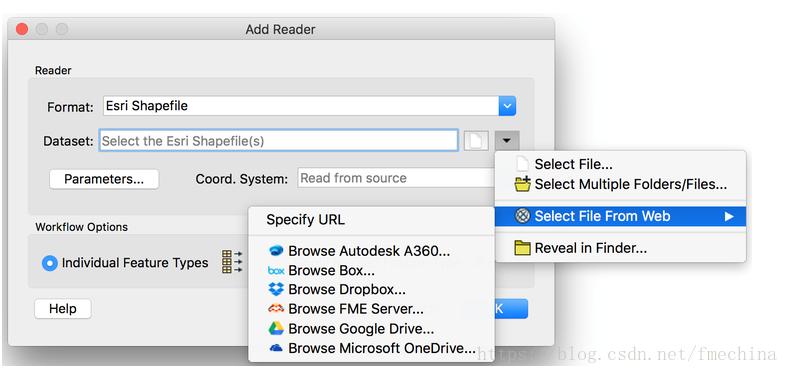 Add Reader
Reader
Format: Esri Shapefile
Dataset: Select the Esri Shapefile(s)
Parameters... Coord. System: Read from source
Select File...
Select Multiple Folders/Files...
Select File From Web
Reveal in Finder...
Workflow Options
Individual Feature Types
Specify URL
Browse Autodesk A360...
box Browse Box...
Browse Dropbox...
Browse FME Server...
Browse Google Drive...
Browse Microsoft OneDrive...
Help
K
https://blog.csdn.net/fmechina